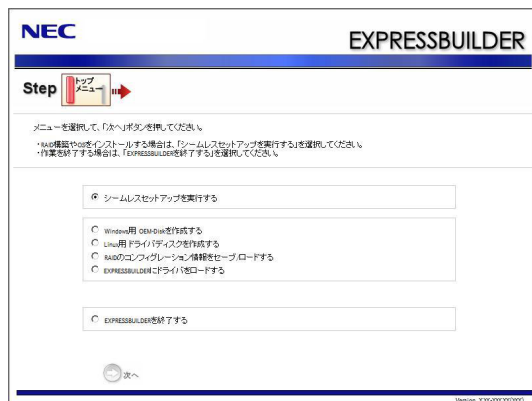 NEC
EXPRESSBUILDER
Step トップ
メニュー
メニューを選択して、「次へ」ボタンを押してください。
・RAID構築やOSをインストールする場合は、「シームレスセットアップを実行する」を選択してください。
・作業を終了する場合は、「EXPRESSBUILDERを終了する」を選択してください。
シームレスセットアップを実行する
Windows用 OEM-Diskを作成する
Linux用 ドライバディスクを作成する
RAIDのコンフィグレーション情報をセーブ/ロードする
EXPRESSBUILDERにドライバをロードする
EXPRESSBUILDERを終了する
次へ
Version